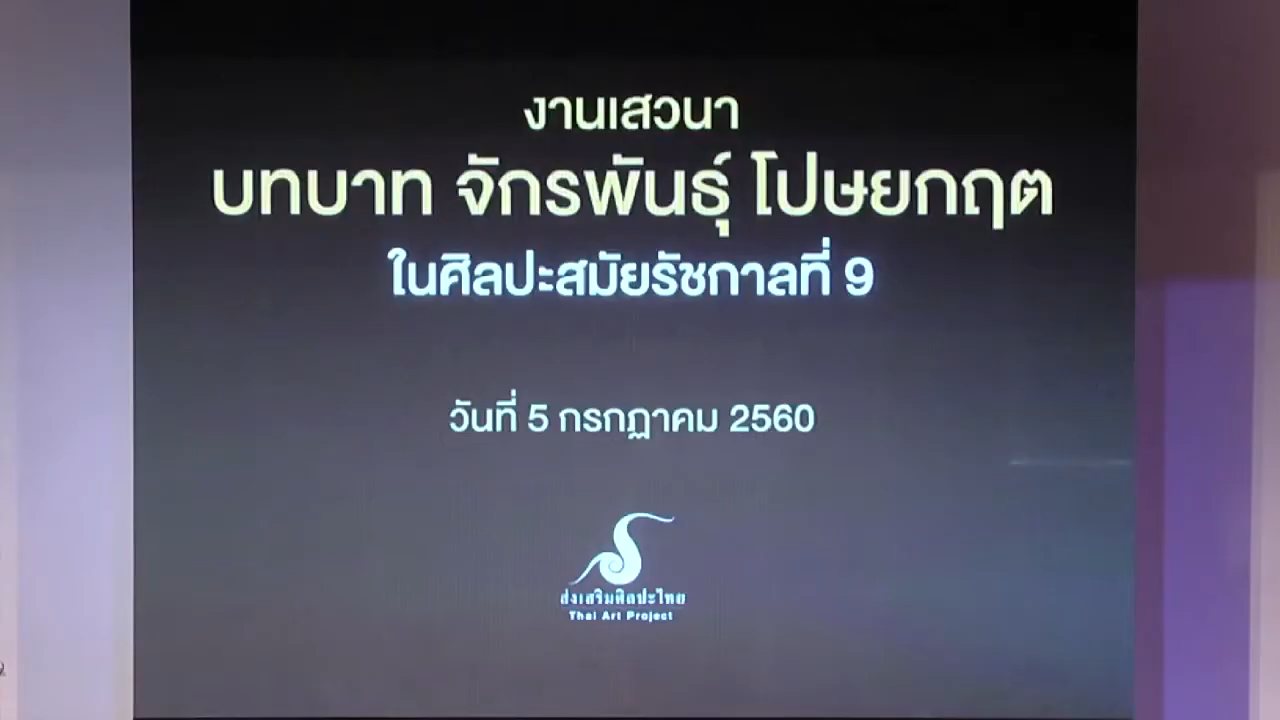 งานเสวนา
บทบาท จักรพันธุ์ โปษยกฤต
ในศิลปะสมัยรัชกาลที่ 9
วันที่ 5 กรกฎาคม 2560
ส่งเสริมศิลปะไทย
Thai Art Project